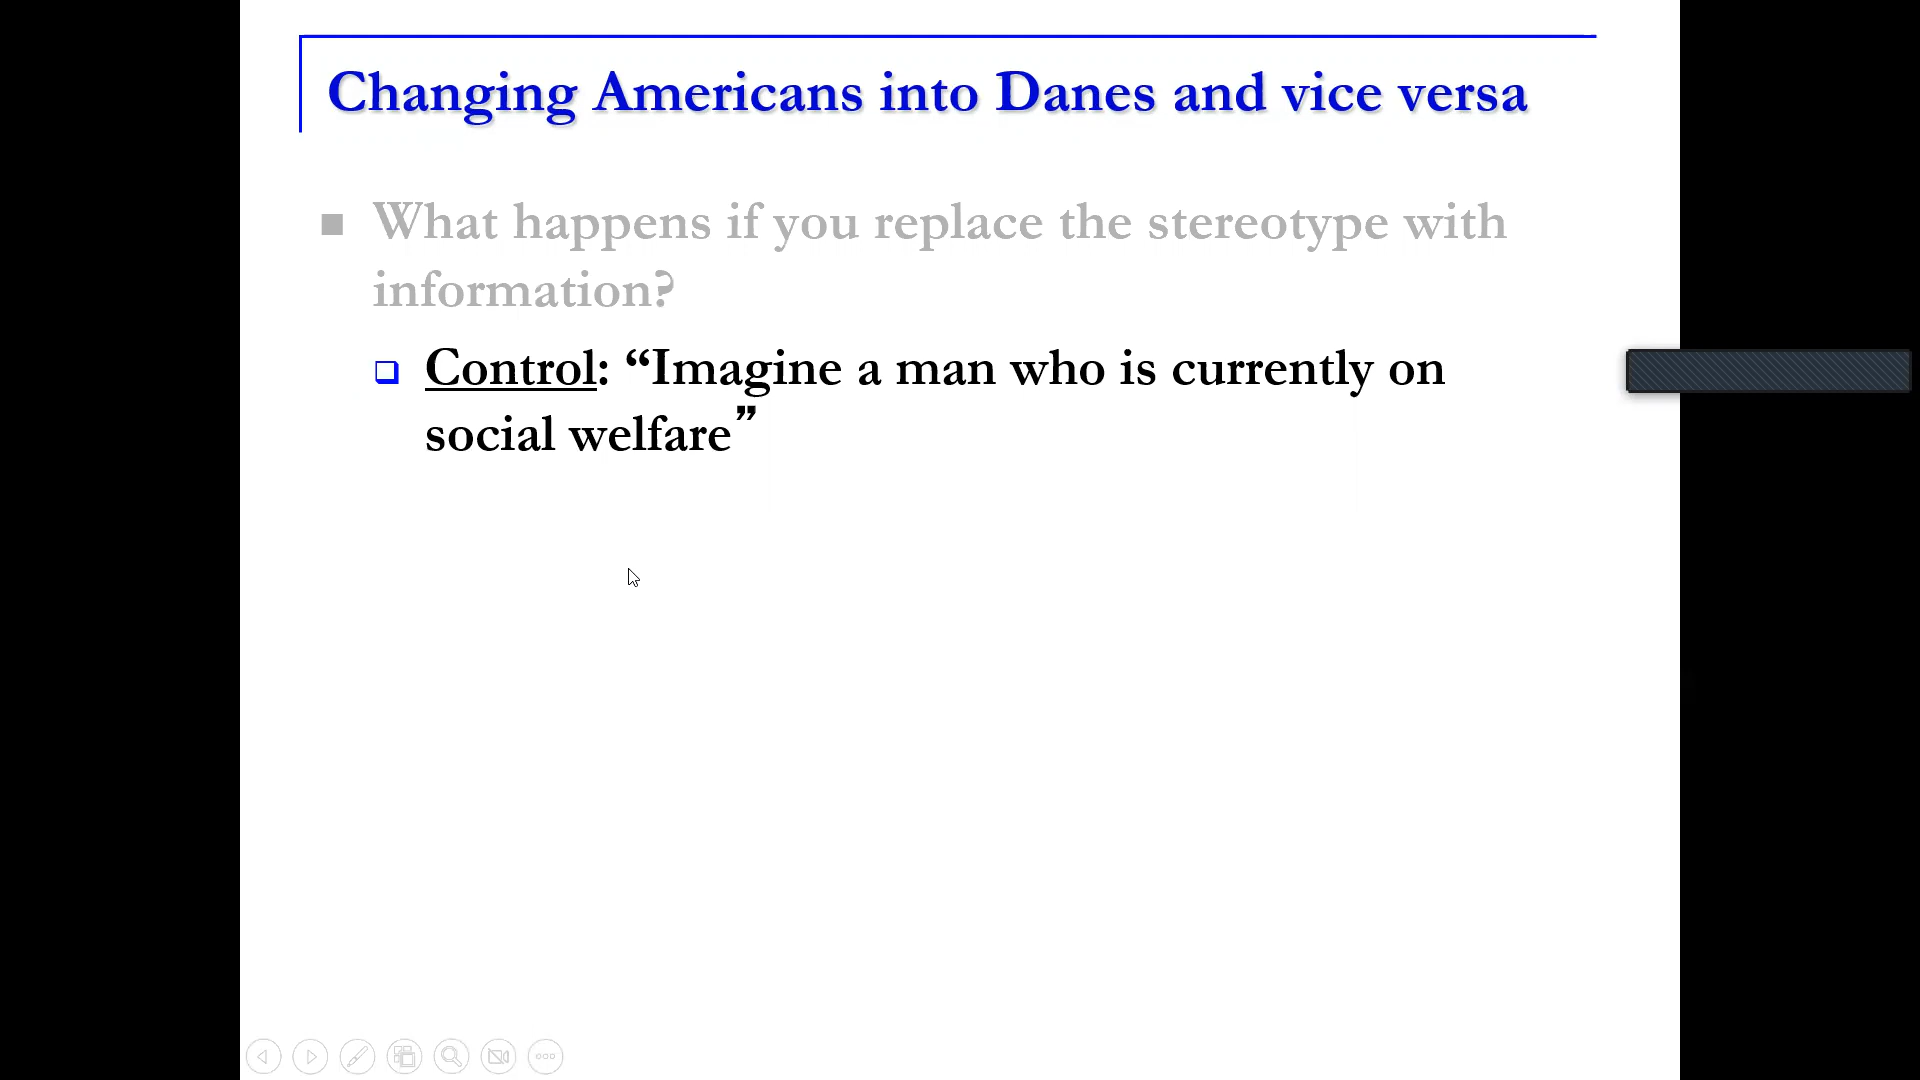 Changing Americans into Danes and vice versa
What happens if you replace the stereotype with
information?
Control: “Imagine a man who is currently on
social welfare”